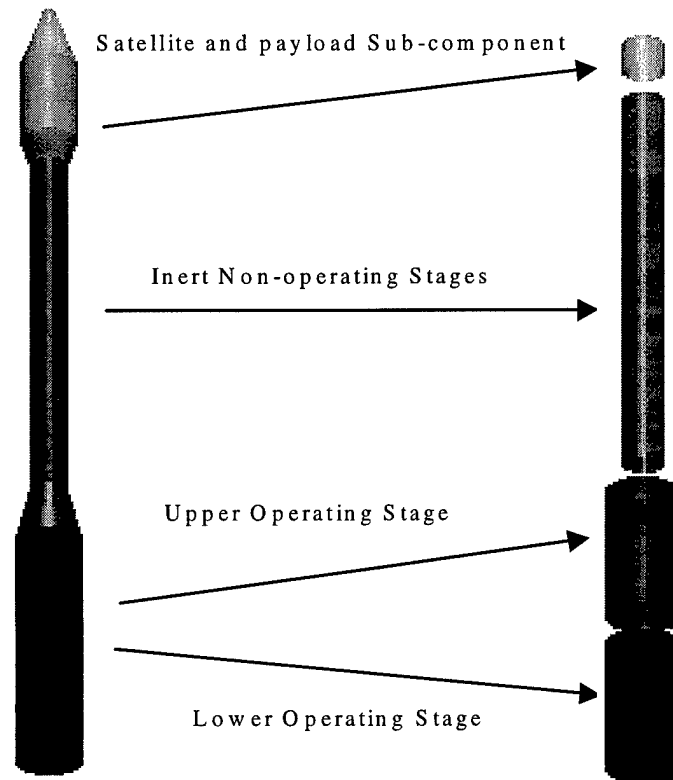 Satellite and payload Sub-component
Inert Non-operating Stages
Upper Operating Stage
Lower Operating Stage